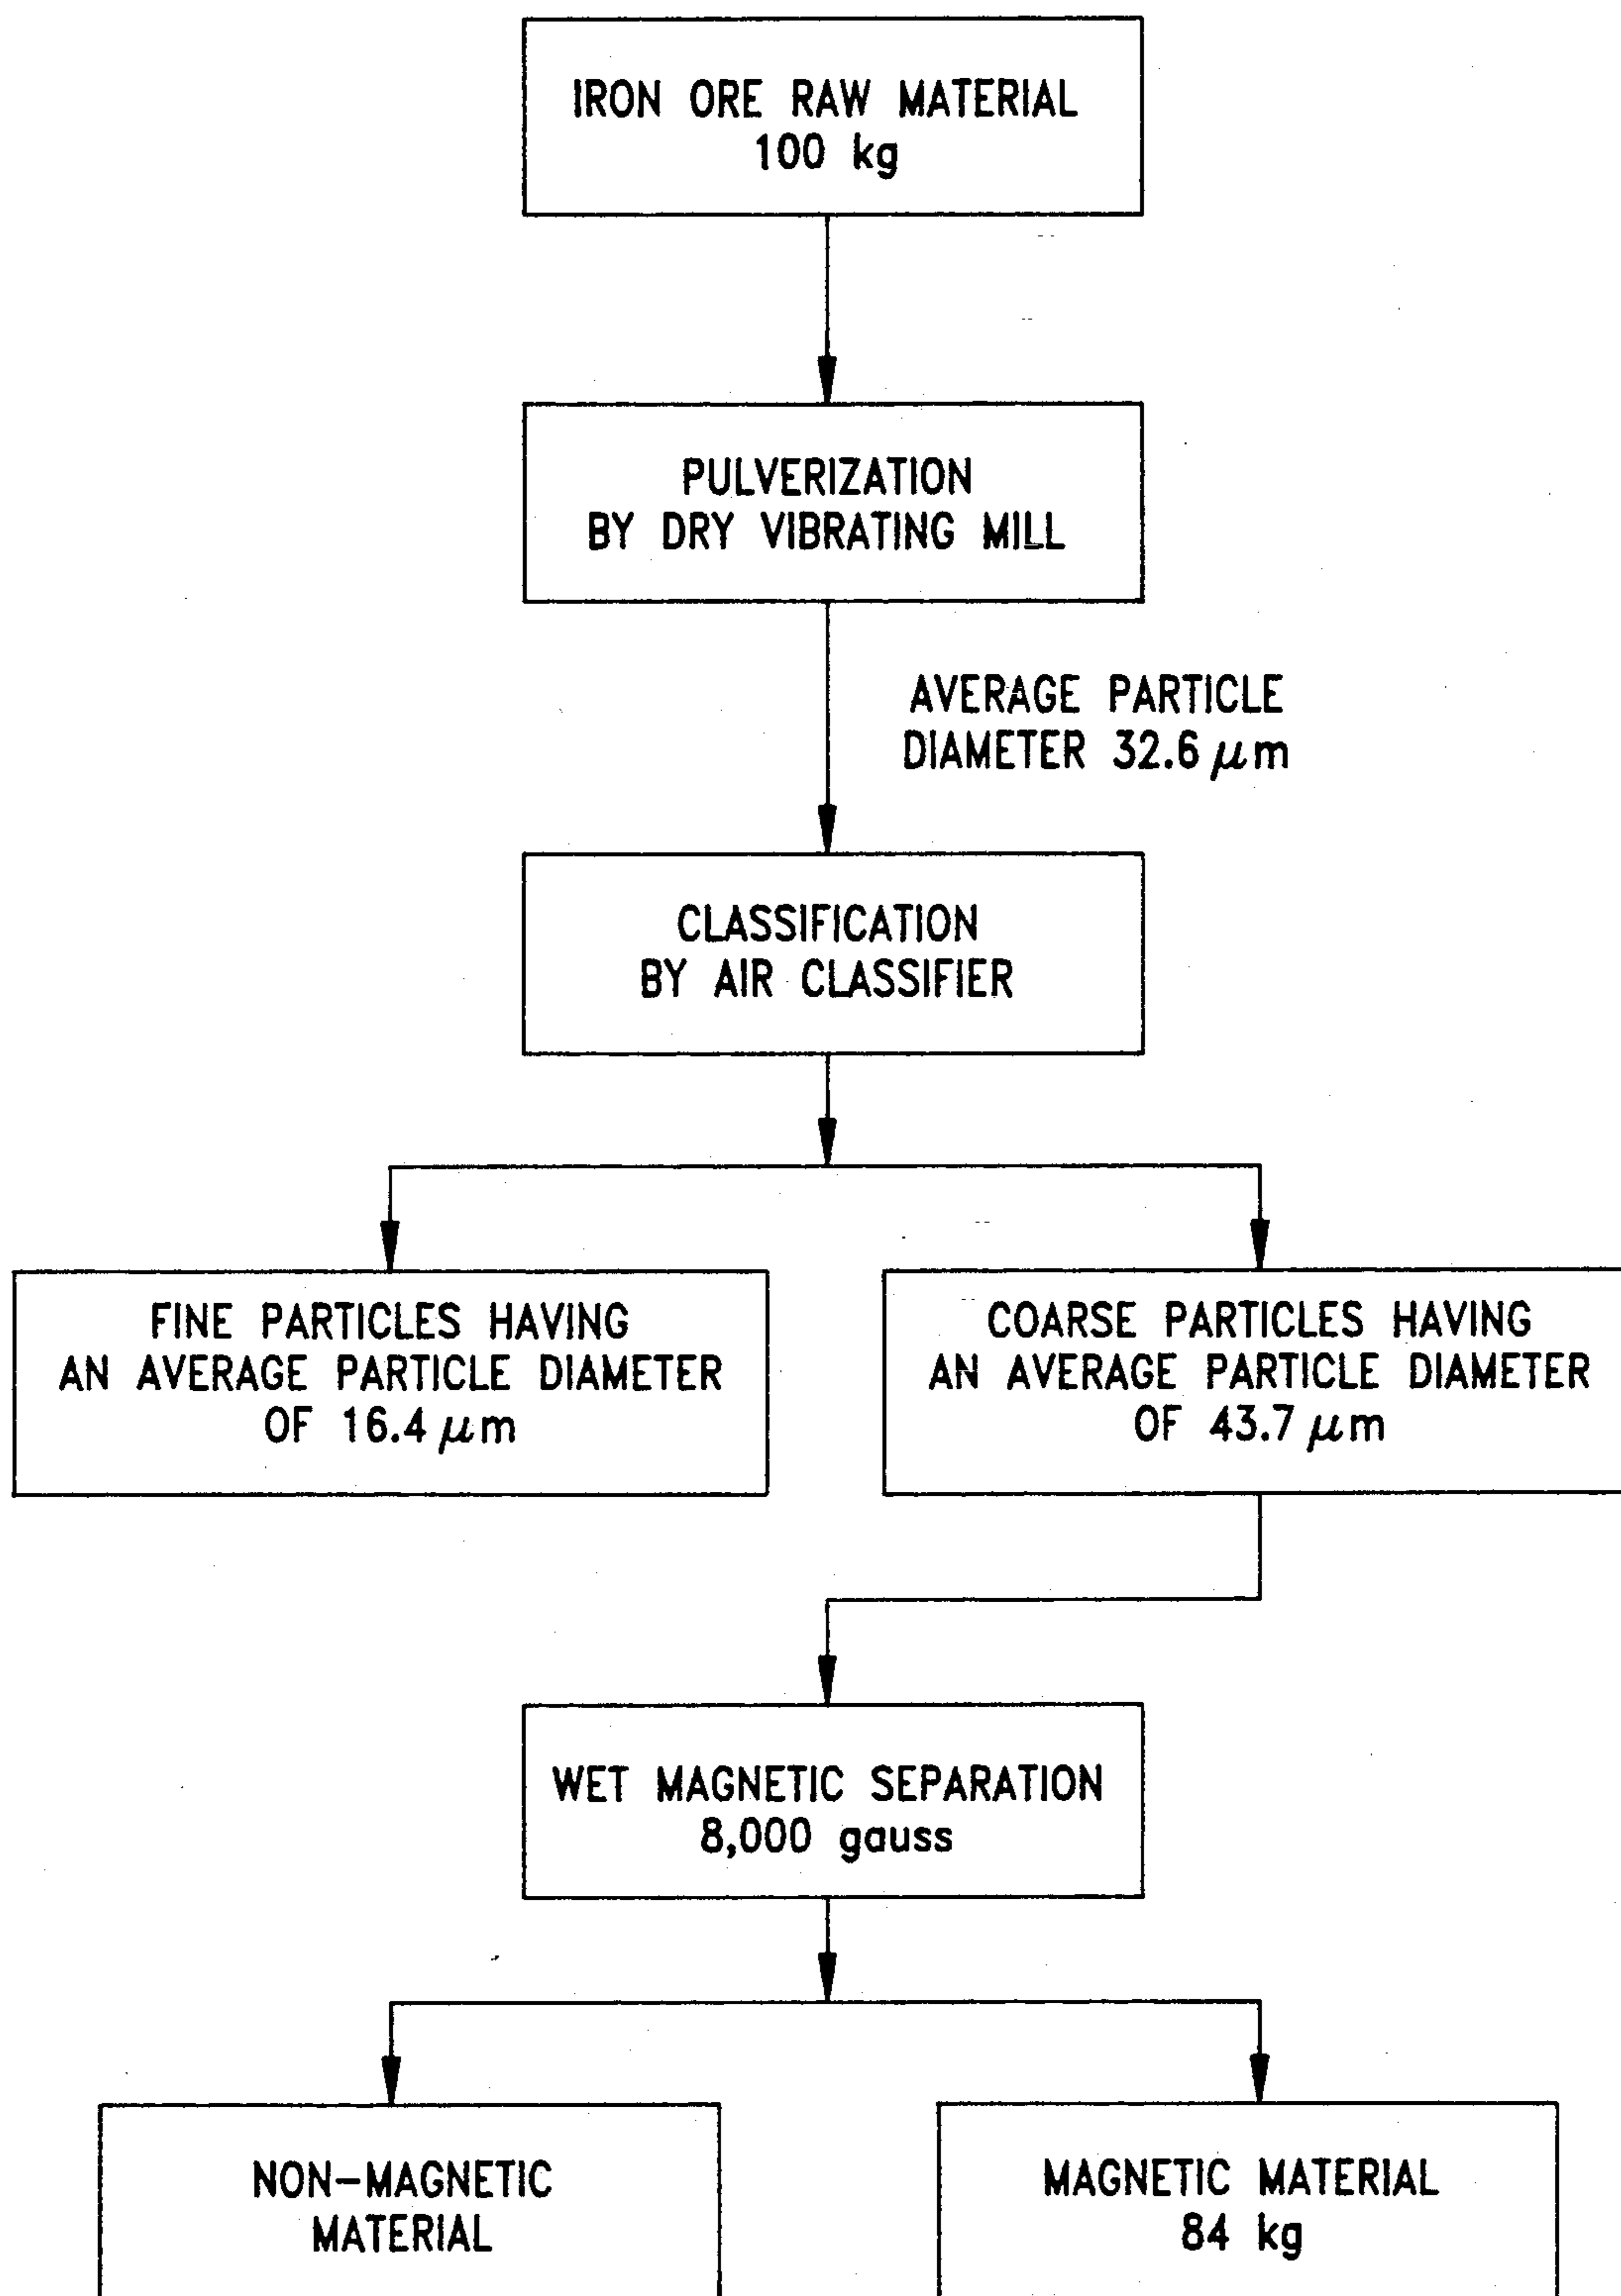 IRON ORE RAW MATERIAL
100 kg
PULVERIZATION
BY DRY VIBRATING MILL
AVERAGE PARTICLE
DIAMETER 32.6 μm
CLASSIFICATION
BY AIR CLASSIFIER
FINE PARTICLES HAVING
AN AVERAGE PARTICLE DIAMETER
OF 16.4 μm
COARSE PARTICLES HAVING
AN AVERAGE PARTICLE DIAMETER
OF 43.7 μm
WET MAGNETIC SEPARATION
8,000 gauss
NON-MAGNETIC
MATERIAL
MAGNETIC MATERIAL
84 kg